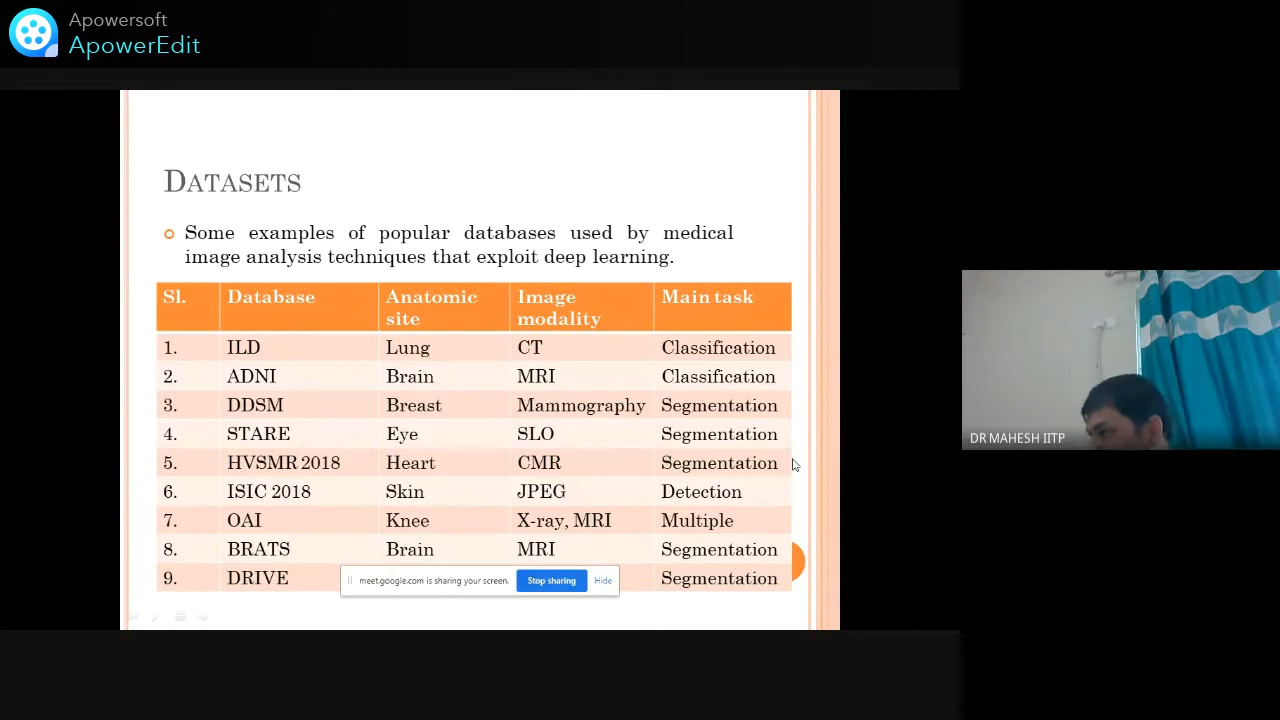 Apowersoft
ApowerEdit
DATASETS
Some examples of popular databases used by medical
image analysis techniques that exploit deep learning.
Sl. Database Anatomic site Image modality Main task
1. ILD Lung CT Classification
2. ADNI Brain MRI Classification
3. DDSM Breast Mammography Segmentation
4. STARE Eye SLO Segmentation
5. HVSMR 2018 Heart CMR Segmentation
6. ISIC 2018 Skin JPEG Detection
7. OAI Knee X-ray, MRI Multiple
8. BRATS Brain MRI Segmentation
9. DRIVE Segmentation
meet.google.com is sharing your screen. Stop sharing Hide
DR MAHESH IITP